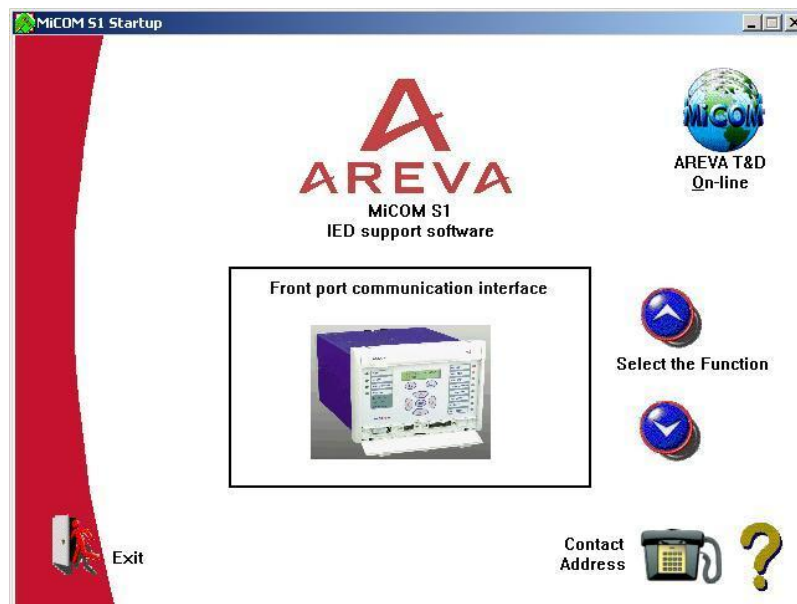 MiCOM S1 Startup
AREVA
MiCOM S1
IED support software
MiCOM
AREVA T&D
On-line
Front port communication interface
Select the Function
Exit
Contact
Address
?